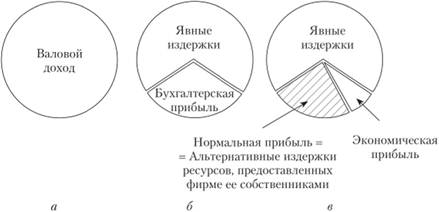 Валовой
доход
Явные
издержки
Бухгалтерская
прибыль
Явные
издержки
Нормальная прибыль =
= Альтернативные издержки
ресурсов, предоставленных
фирме ее собственниками
Экономическая
прибыль
а
б
в